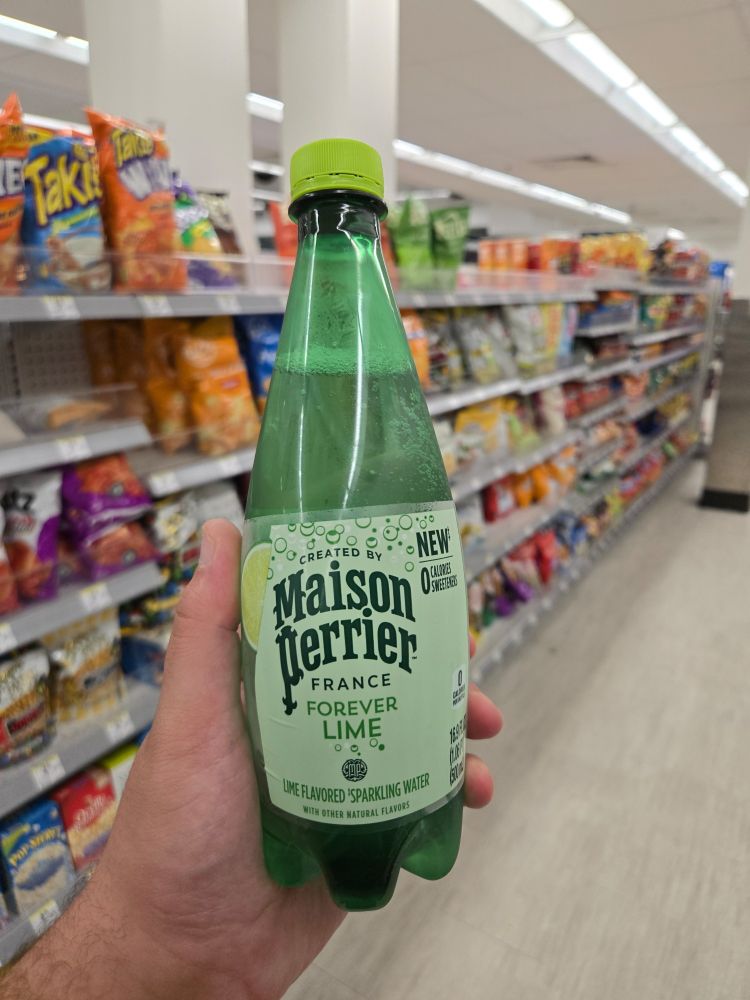 Takis
Takis
CREATED BY
Maison
Perrier
FRANCE
FOREVER
LIME
LIME FLAVORED ‡SPARKLING WATER
WITH OTHER NATURAL FLAVORS
NEW‡
0 CALORIES
SWEETENERS
0